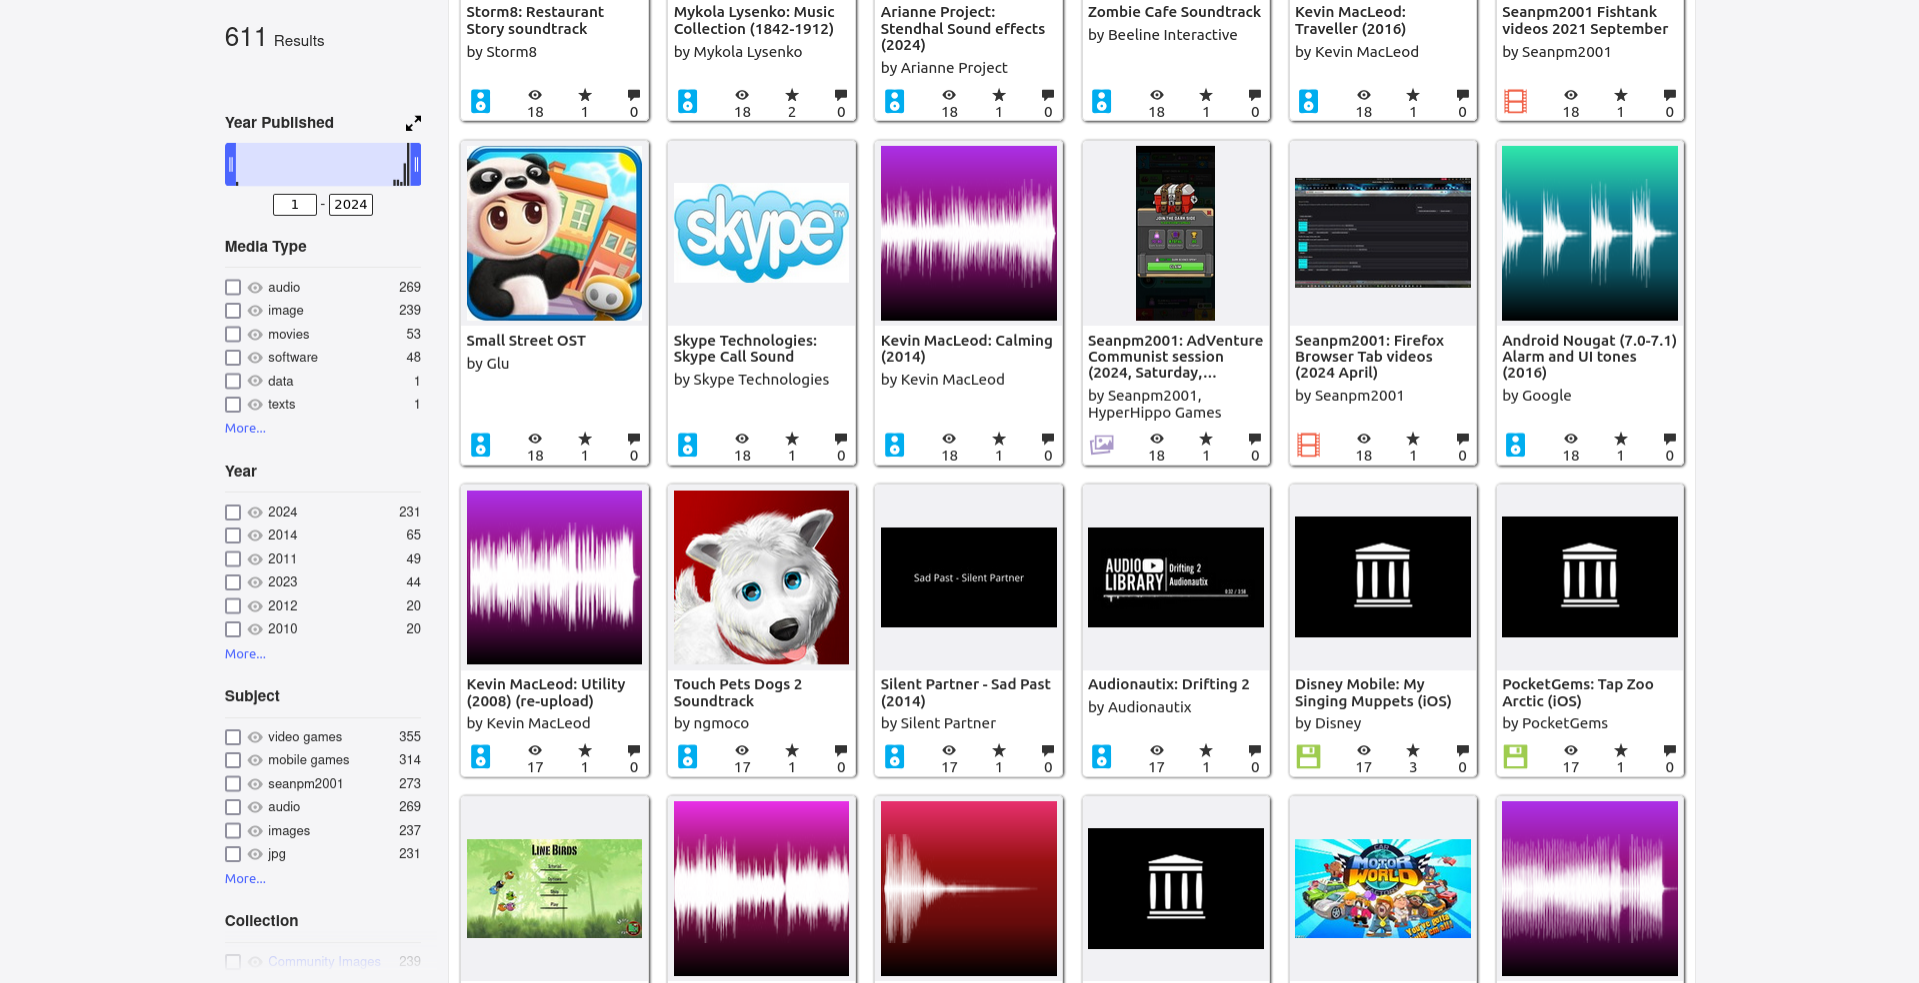 611 Results
Year Published
1 - 2024
Media Type
audio 269
image 239
movies 53
software 48
data 1
texts 1
More...
Year
2024 231
2014 65
2011 49
2023 44
2012 20
2010 20
More...
Subject
video games 355
mobile games 314
seanpm2001 273
audio 269
images 237
jpg 231
More...
Collection
Community Images 239
Storm8: Restaurant
Story soundtrack
by Storm8
18 1 0
Mykola Lysenko: Music
Collection (1842-1912)
by Mykola Lysenko
18 2 0
Arianne Project:
Stendhal Sound effects
(2024)
by Arianne Project
18 1 0
Zombie Cafe Soundtrack
by Beeline Interactive
18 1 0
Kevin MacLeod:
Traveller (2016)
by Kevin MacLeod
18 1 0
Seanpm2001 Fishtank
videos 2021 September
by Seanpm2001
18 1 0
Small Street OST
by Glu
18 1 0
skype TM
Skype Technologies:
Skype Call Sound
by Skype Technologies
18 1 0
Kevin MacLeod: Calming
(2014)
by Kevin MacLeod
18 1 0
JOIN THE DARK SIDE
Seanpm2001: AdVenture
Communist session
(2024, Saturday,...
by Seanpm2001,
HyperHippo Games
18 1 0
Seanpm2001: Firefox
Browser Tab videos
(2024 April)
by Seanpm2001
18 1 0
Android Nougat (7.0-7.1)
Alarm and UI tones
(2016)
by Google
18 1 0
Kevin MacLeod: Utility
(2008) (re-upload)
by Kevin MacLeod
17 1 0
Touch Pets Dogs 2
Soundtrack
by ngmoco
17 1 0
Sad Past - Silent Partner
Silent Partner - Sad Past
(2014)
by Silent Partner
17 1 0
AUDIO
LIBRARY
Drifting 2
Audionautix
Audionautix: Drifting 2
by Audionautix
17 1 0
Disney Mobile: My
Singing Muppets (iOS)
by Disney
17 3 0
PocketGems: Tap Zoo
Arctic (iOS)
by PocketGems
17 1 0
LINE BIRDS
Play
MOTOR
WORLD